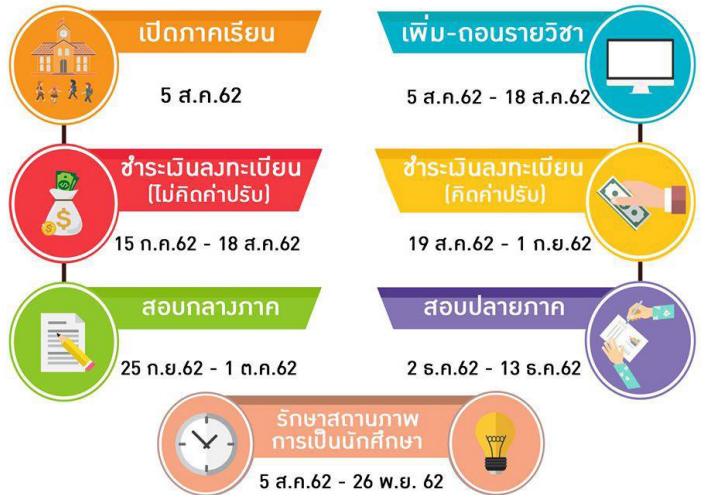 เปิดภาคเรียน
5 ส.ค.62
เพิ่ม-ถอนรายวิชา
5 ส.ค.62 - 18 ส.ค.62
ชำระเงินลงทะเบียน
(ไม่คิดค่าปรับ)
15 ก.ค.62 - 18 ส.ค.62
ชำระเงินลงทะเบียน
(คิดค่าปรับ)
19 ส.ค.62 - 1 ก.ย.62
สอบกลางภาค
25 ก.ย.62 - 1 ต.ค.62
สอบปลายภาค
2 ธ.ค.62 - 13 ธ.ค.62
รักษาสถานภาพ
การเป็นนักศึกษา
5 ส.ค.62 - 26 พ.ย. 62